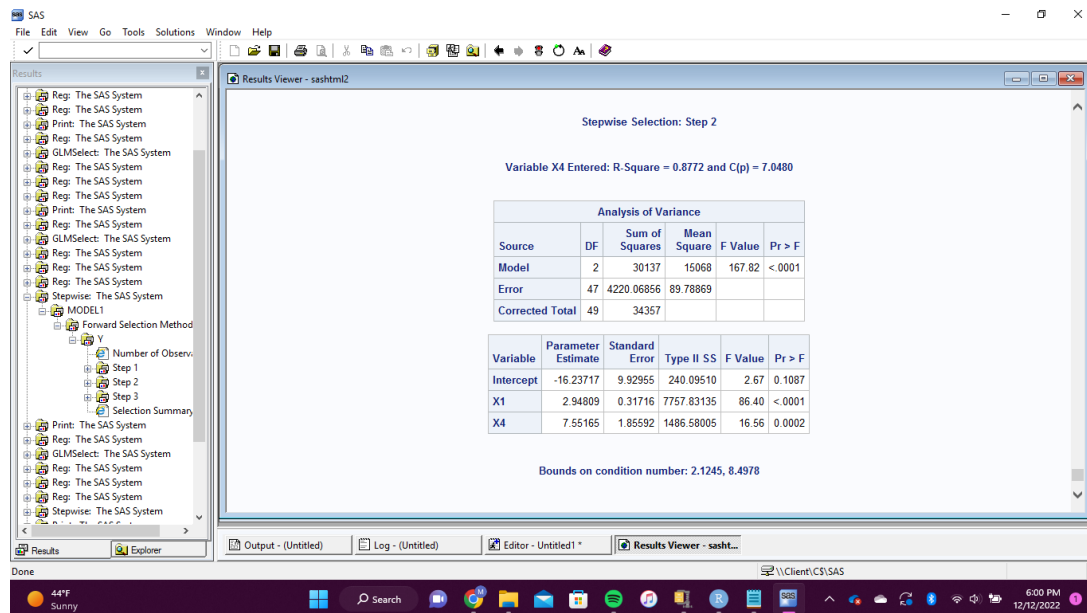 SAS
File Edit View Go Tools Solutions Window Help
Results
Results Viewer - sashtml2
Reg: The SAS System
Reg: The SAS System
Print: The SAS System
Reg: The SAS System
GLMSelect: The SAS System
Reg: The SAS System
Reg: The SAS System
Reg: The SAS System
Print: The SAS System
Reg: The SAS System
GLMSelect: The SAS System
Reg: The SAS System
Reg: The SAS System
Reg: The SAS System
Stepwise: The SAS System
MODEL1
Forward Selection Method
Y
Number of Observa
Step 1
Step 2
Step 3
Selection Summary
Print: The SAS System
Reg: The SAS System
GLMSelect: The SAS System
Reg: The SAS System
Reg: The SAS System
Reg: The SAS System
Stepwise: The SAS System
Results Explorer
Stepwise Selection: Step 2
Variable X4 Entered: R-Square = 0.8772 and C(p) = 7.0480
Analysis of Variance
Source DF Sum of Squares Mean Square F Value Pr > F
Model 2 30137 15068 167.82 <.0001
Error 47 4220.06856 89.78869
Corrected Total 49 34357
Variable Parameter Estimate Standard Error Type II SS F Value Pr > F
Intercept -16.23717 9.92955 240.09510 2.67 0.1087
X1 2.94809 0.31716 7757.83135 86.40 <.0001
X4 7.55165 1.85592 1486.58005 16.56 0.0002
Bounds on condition number: 2.1245, 8.4978
Output - (Untitled) Log - (Untitled) Editor - Untitled1 * Results Viewer - sasht...
Done \\Client\C$\SAS
44°F
Sunny
Search
SAS
6:00 PM
12/12/2022
1